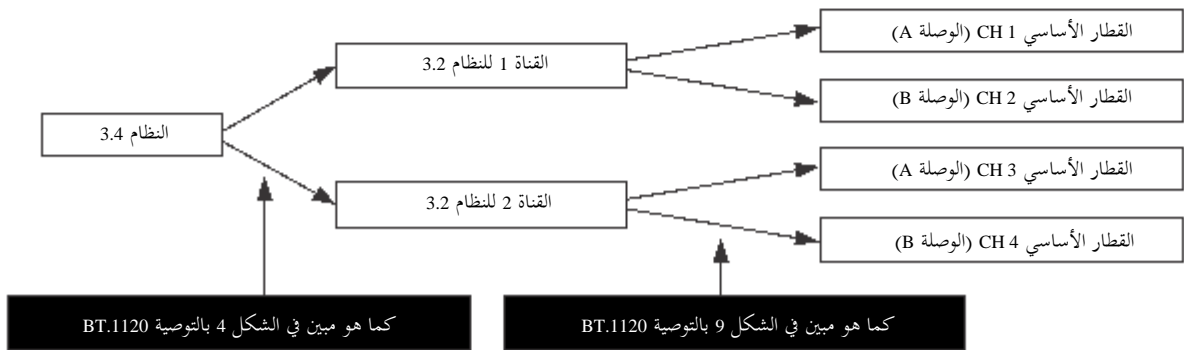 القطار الأساسي CH 1 (الوصلة A)
القناة 1 للنظام 3.2
القطار الأساسي CH 2 (الوصلة B)
النظام 3.4
القطار الأساسي CH 3 (الوصلة A)
القناة 2 للنظام 3.2
القطار الأساسي CH 4 (الوصلة B)
كما هو مبين في الشكل 4 بالتوصية BT.1120
كما هو مبين في الشكل 9 بالتوصية BT.1120